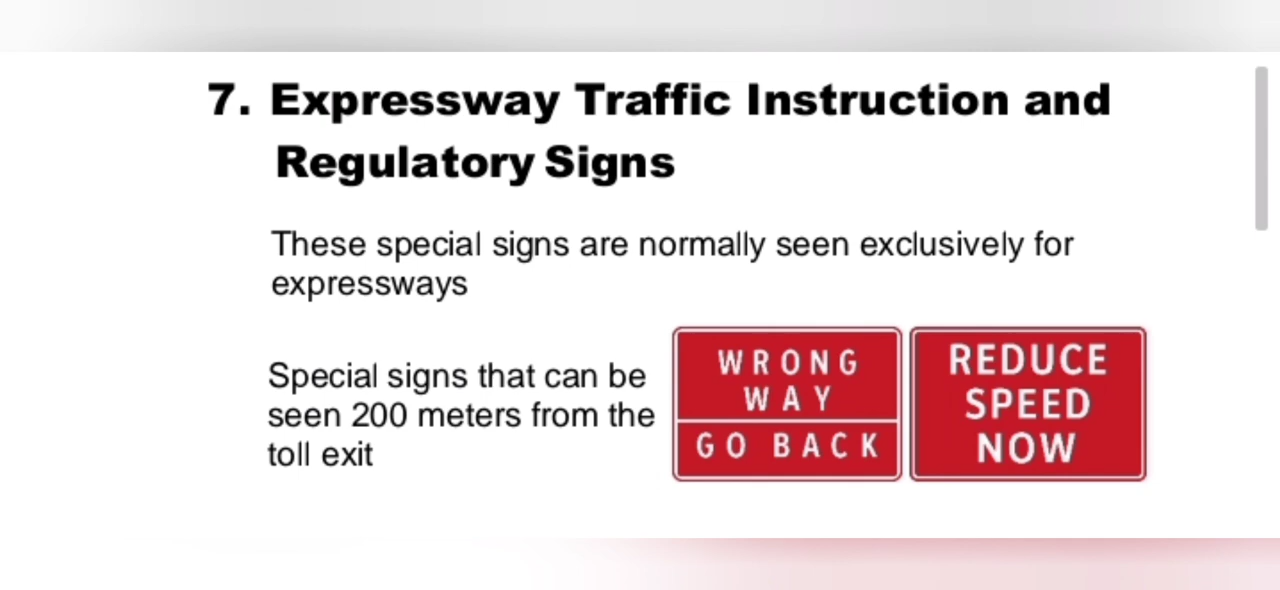 7. Expressway Traffic Instruction and
Regulatory Signs
These special signs are normally seen exclusively for
expressways
Special signs that can be
seen 200 meters from the
toll exit
WRONG
WAY
GO BACK
REDUCE
SPEED
NOW